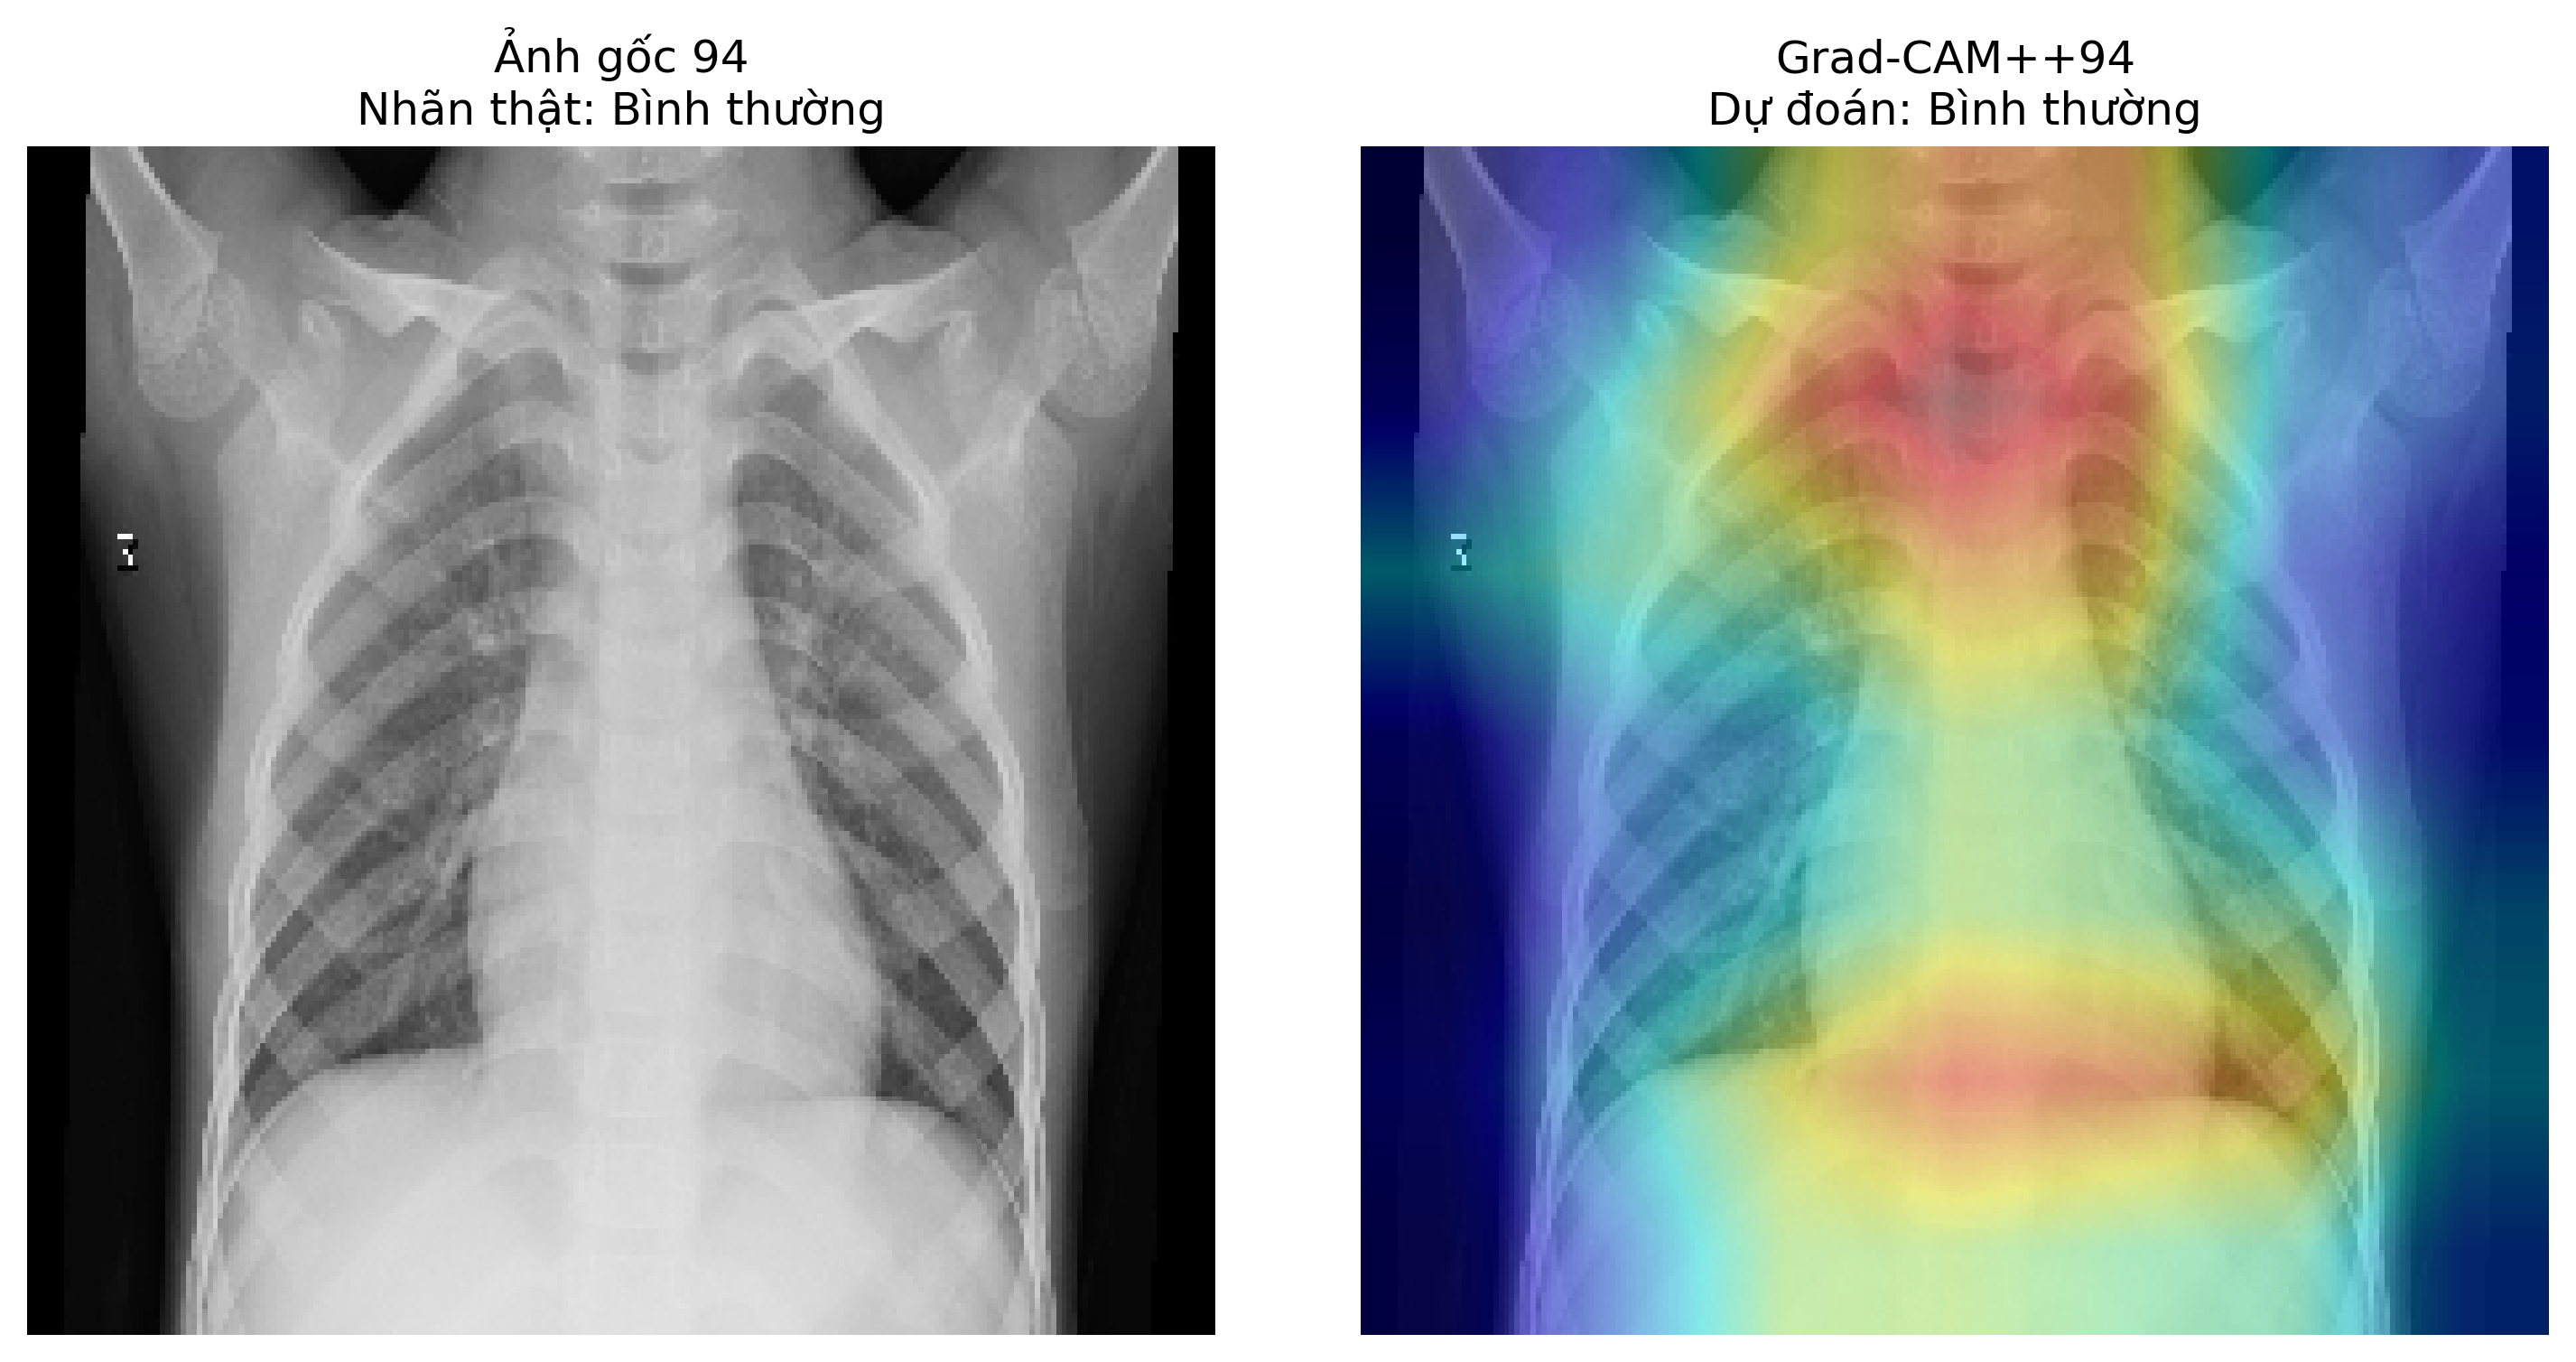 Ảnh gốc 94
Nhãn thật: Bình thường
Grad-CAM++94
Dự đoán: Bình thường